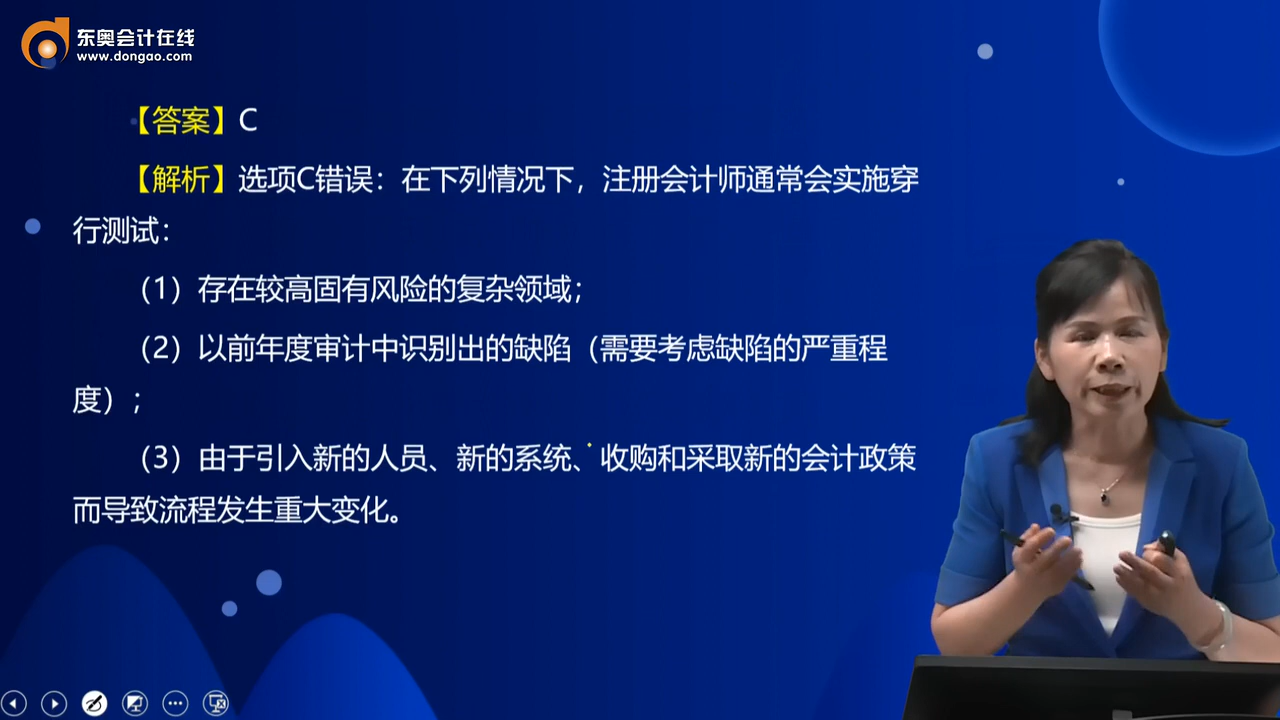 东奥会计在线
www.dongao.com
【答案】C
【解析】选项C错误：在下列情况下，注册会计师通常会实施穿
行测试：
（1）存在较高固有风险的复杂领域；
（2）以前年度审计中识别出的缺陷（需要考虑缺陷的严重程
度）；
（3）由于引入新的人员、新的系统、收购和采取新的会计政策
而导致流程发生重大变化。